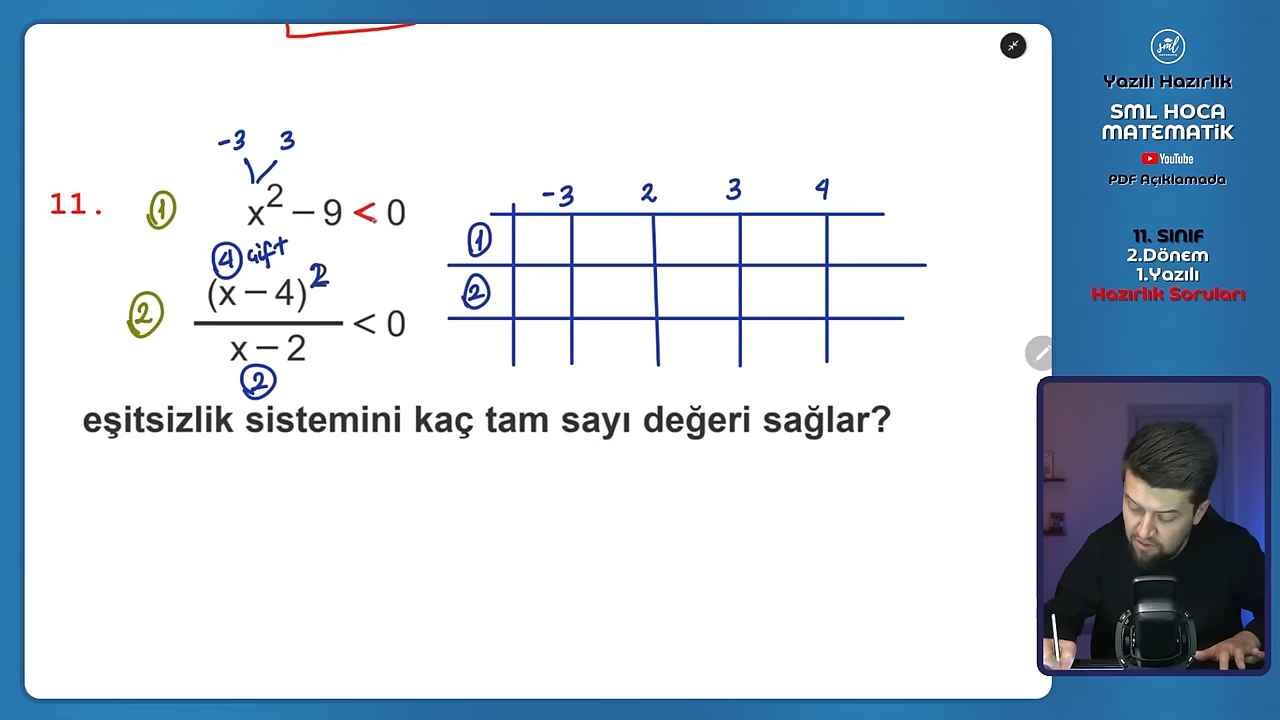 -3 3
11. ① x² – 9 < 0
④ çift
② (x – 4)²
x – 2
< 0
②
eşitsizlik sistemini kaç tam sayı değeri sağlar?
-3 2 3 4
①
②
sml
Yazılı Hazırlık
SML HOCA
MATEMATİK
YouTube
PDF Açıklamada
11. SINIF
2.Dönem
1.Yazılı
Hazırlık Soruları